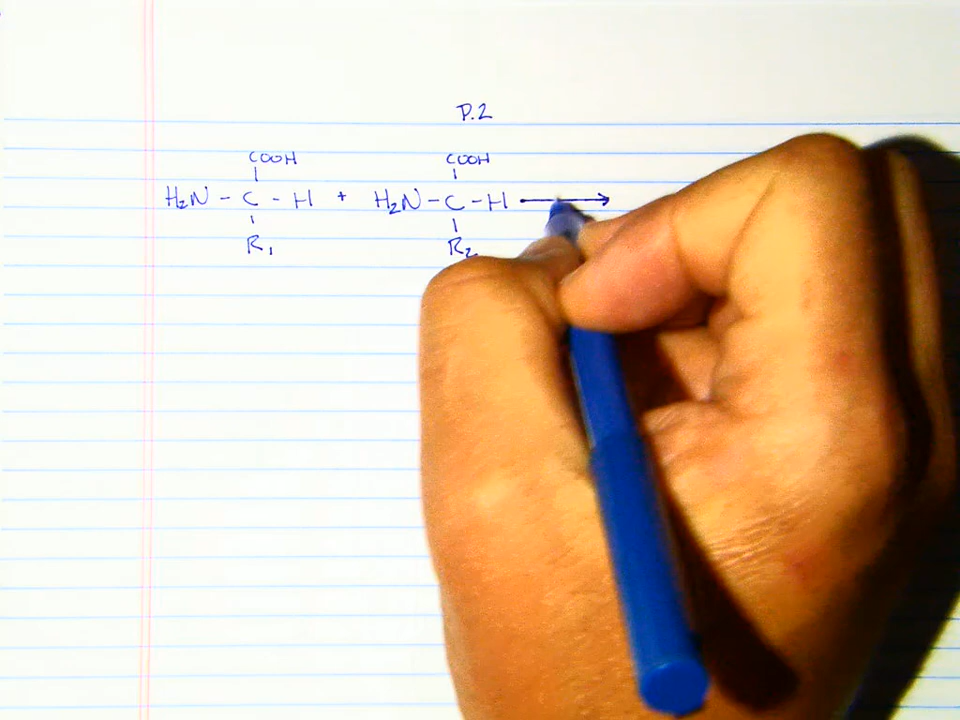 P.2
COOH COOH
H₂N - C - H + H₂N - C - H →
R₁ R₂